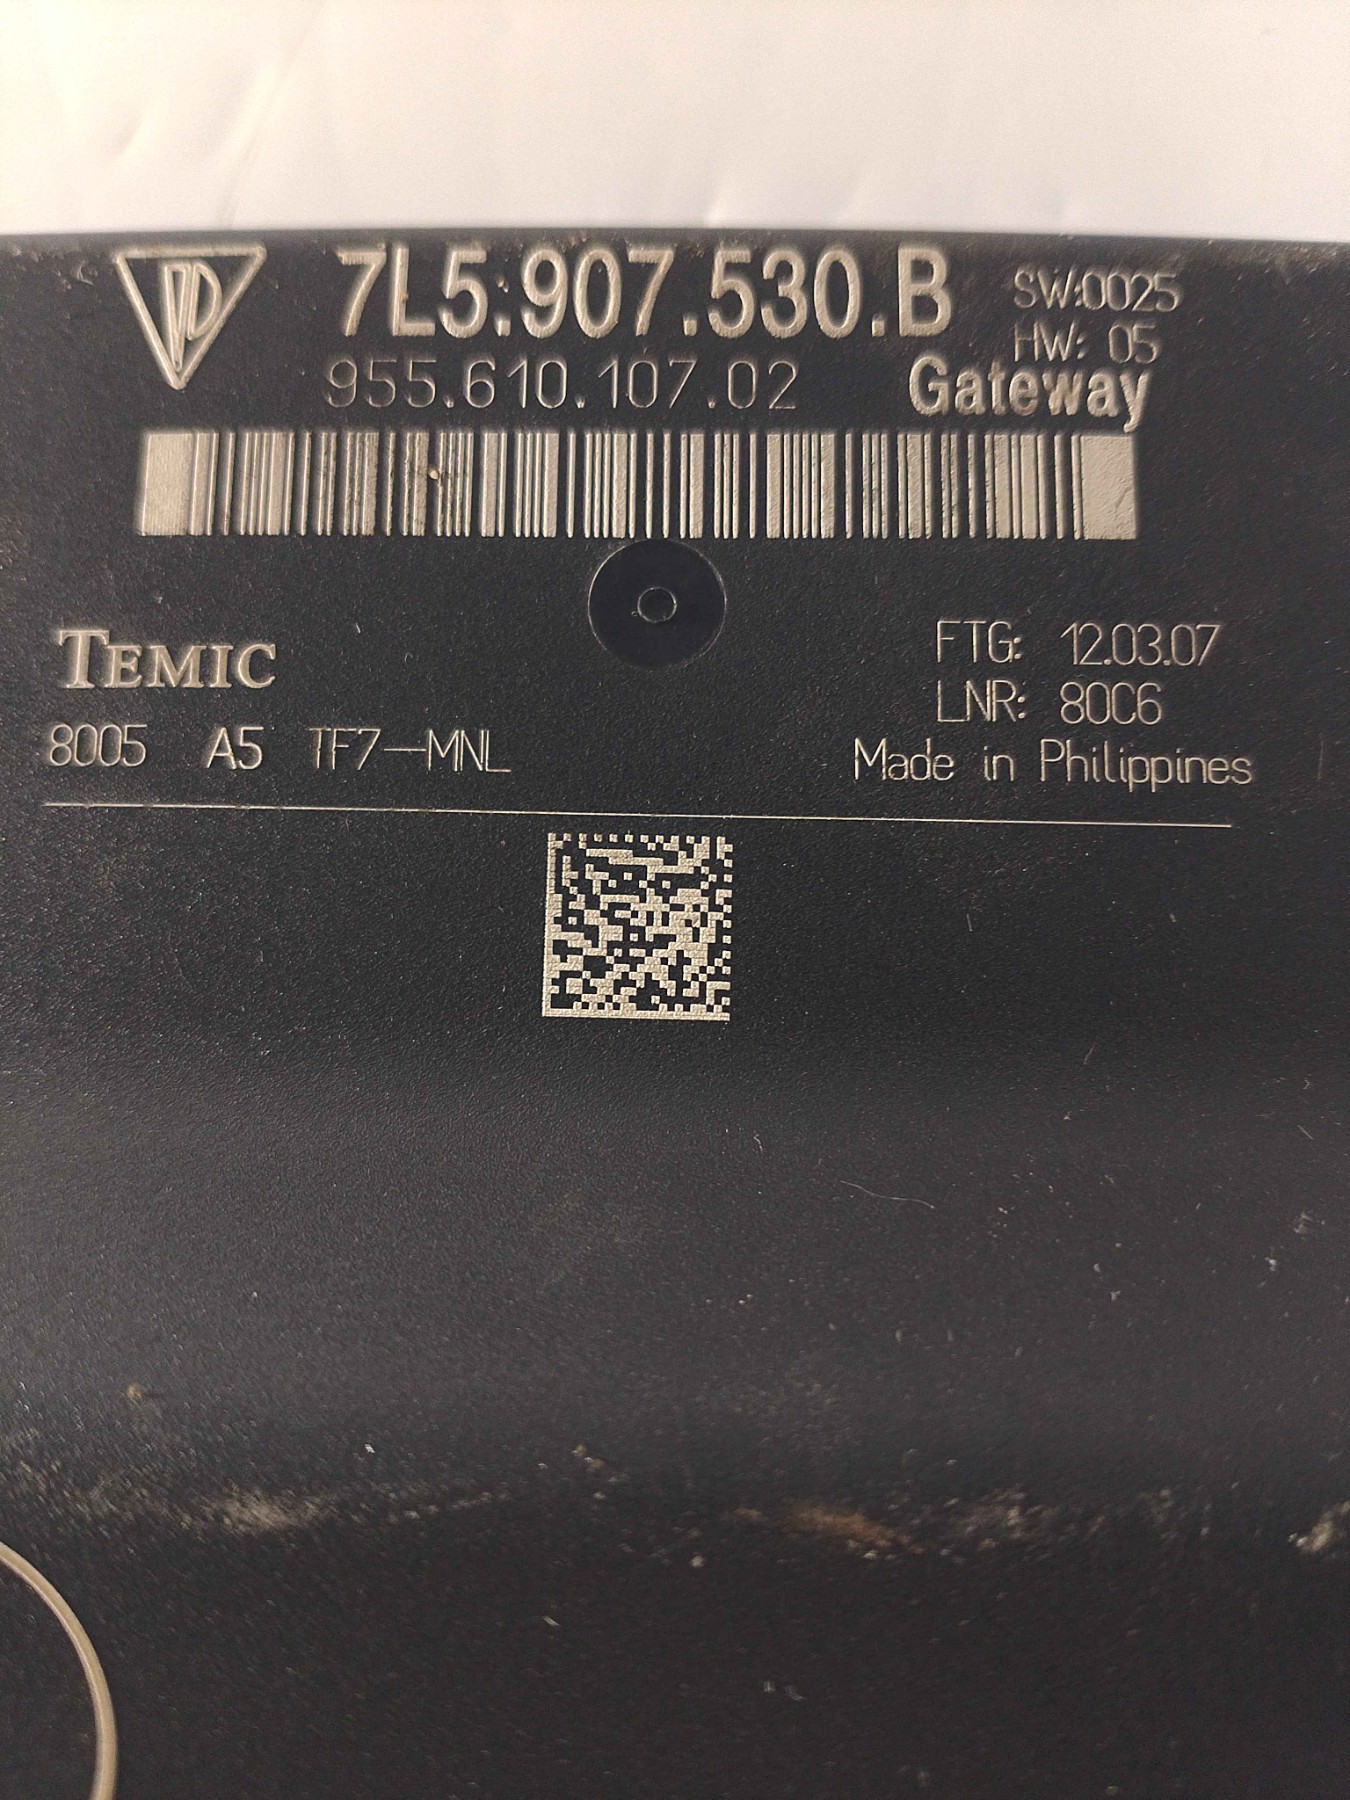 7L5.907.530.B
SW:0025
HW: 05
955.610.107.02
Gateway
TEMIC
8005 A5 TF7-MNL
FTG: 12.03.07
LNR: 80C6
Made in Philippines